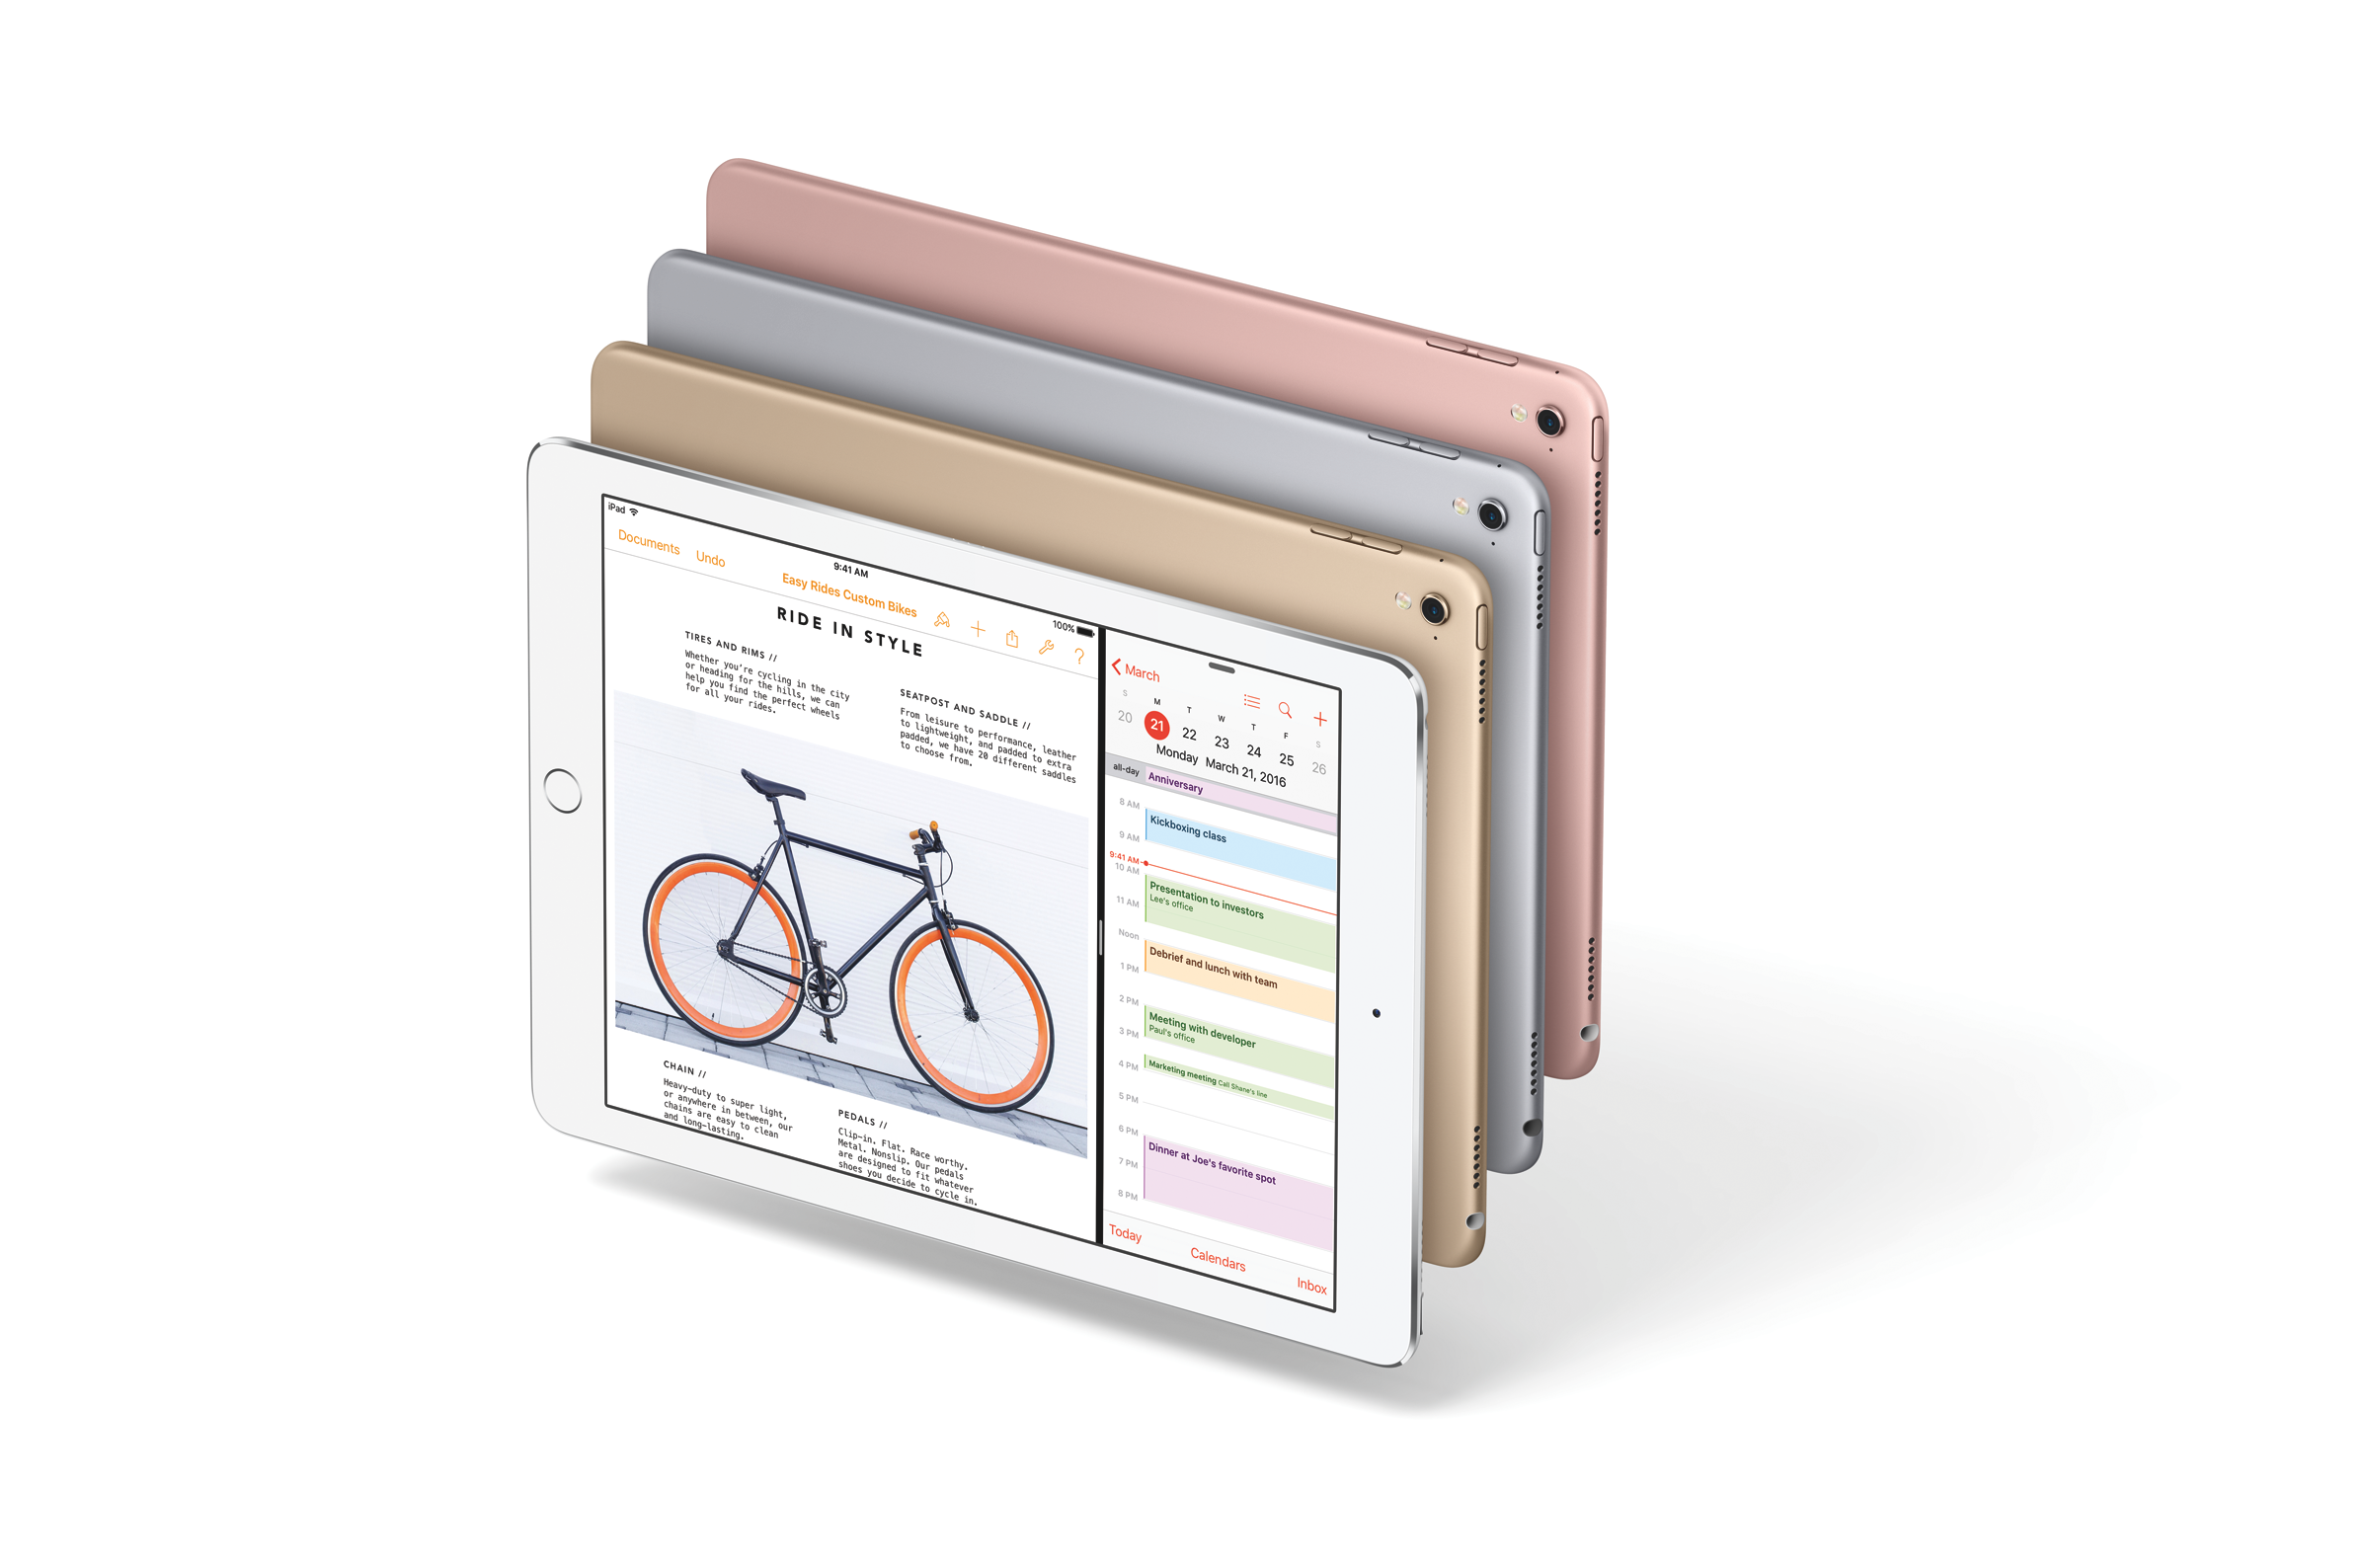 iPad
9:41 AM
100%
Documents
Undo
Easy Rides Custom Bikes
RIDE IN STYLE
TIRES AND RIMS //
Whether you're cycling in the city
or heading for the hills, we can
help you find the perfect wheels
for all your rides.
SEATPOST AND SADDLE //
From leisure to performance, leather
to lightweight, and padded to extra
padded, we have 20 different saddles
to choose from.
CHAIN //
Heavy-duty to super light,
or anywhere in between, our
chains are easy to clean
and long-lasting.
PEDALS //
Clip-in. Flat. Race worthy.
Metal. Nonslip. Our pedals
are designed to fit whatever
shoes you decide to cycle in.
March
S M T W T F S
20 21 22 23 24 25 26
Monday March 21, 2016
all-day Anniversary
8 AM
Kickboxing class
9 AM
9:41 AM
10 AM
Presentation to investors
Lee's office
11 AM
Noon
Debrief and lunch with team
1 PM
2 PM
Meeting with developer
Paul's office
3 PM
4 PM
Marketing meeting Call Shane's line
5 PM
6 PM
Dinner at Joe's favorite spot
7 PM
8 PM
Today
Calendars
Inbox